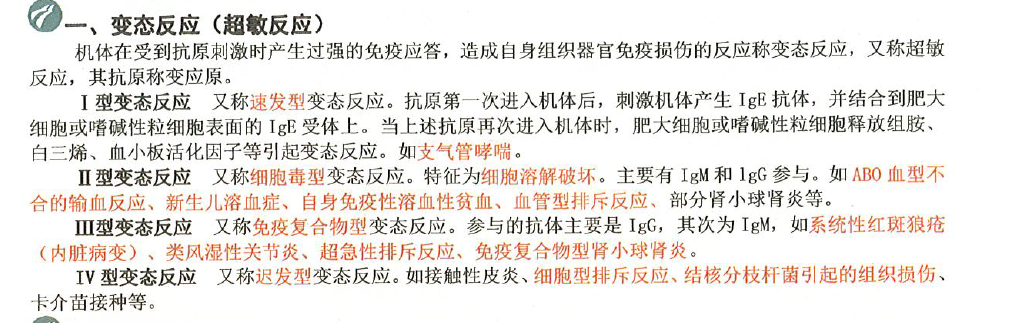 一、变态反应（超敏反应）
机体在受到抗原刺激时产生过强的免疫应答，造成自身组织器官免疫损伤的反应称变态反应，又称超敏
反应，其抗原称变应原。
Ⅰ型变态反应 又称速发型变态反应。抗原第一次进入机体后，刺激机体产生 IgE 抗体，并结合到肥大
细胞或嗜碱性粒细胞表面的 IgE 受体上。当上述抗原再次进入机体时，肥大细胞或嗜碱性粒细胞释放组胺、
白三烯、血小板活化因子等引起变态反应。如支气管哮喘。
Ⅱ型变态反应 又称细胞毒型变态反应。特征为细胞溶解破坏。主要有 IgM 和 lgG 参与。如 ABO 血型不
合的输血反应、新生儿溶血症、自身免疫性溶血性贫血、血管型排斥反应、部分肾小球肾炎等。
Ⅲ型变态反应 又称免疫复合物型变态反应。参与的抗体主要是 IgG，其次为 IgM，如系统性红斑狼疮
（内脏病变）、类风湿性关节炎、超急性排斥反应、免疫复合物型肾小球肾炎。
IV 型变态反应 又称迟发型变态反应。如接触性皮炎、细胞型排斥反应、结核分枝杆菌引起的组织损伤、
卡介苗接种等。